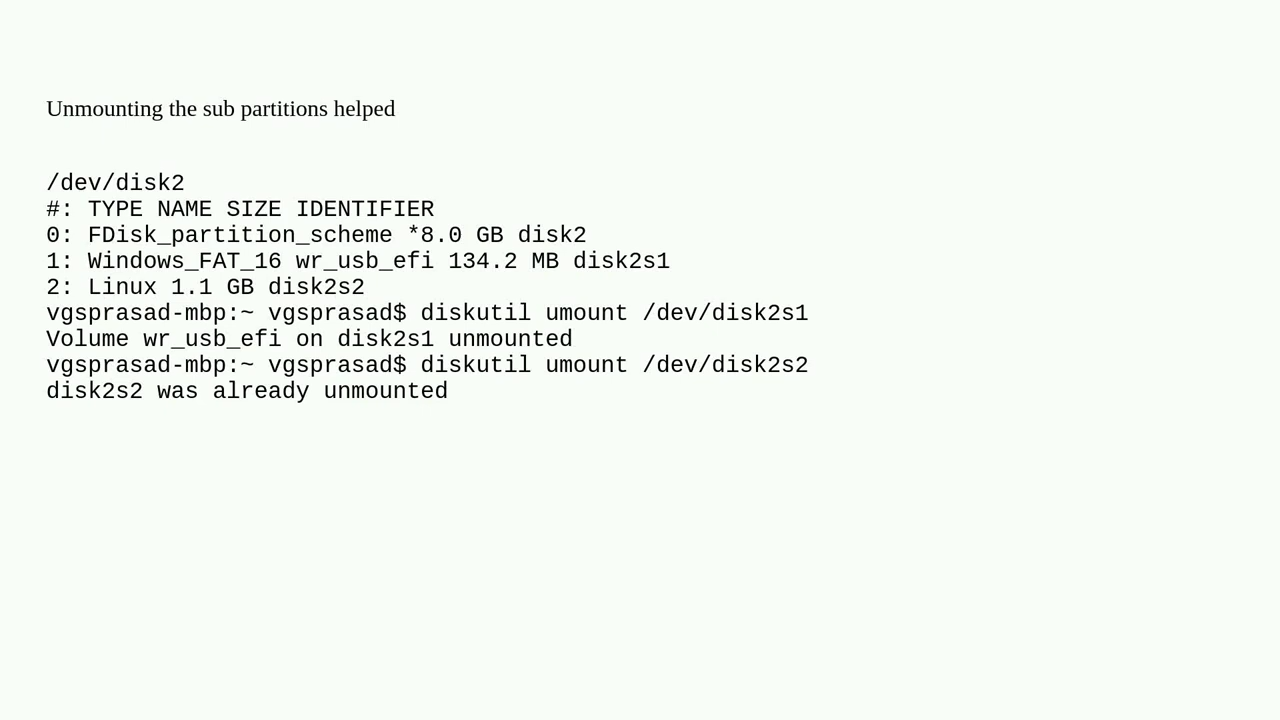 Unmounting the sub partitions helped
/dev/disk2
#: TYPE NAME SIZE IDENTIFIER
0: FDisk_partition_scheme *8.0 GB disk2
1: Windows_FAT_16 wr_usb_efi 134.2 MB disk2s1
2: Linux 1.1 GB disk2s2
vgsprasad-mbp:~ vgsprasad$ diskutil umount /dev/disk2s1
Volume wr_usb_efi on disk2s1 unmounted
vgsprasad-mbp:~ vgsprasad$ diskutil umount /dev/disk2s2
disk2s2 was already unmounted